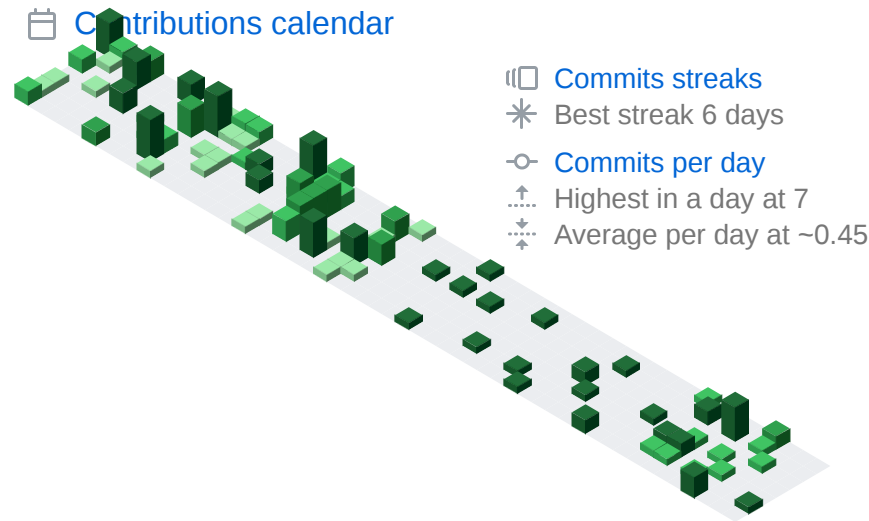 Contributions calendar
Commits streaks
Best streak 6 days
Commits per day
Highest in a day at 7
Average per day at ~0.45